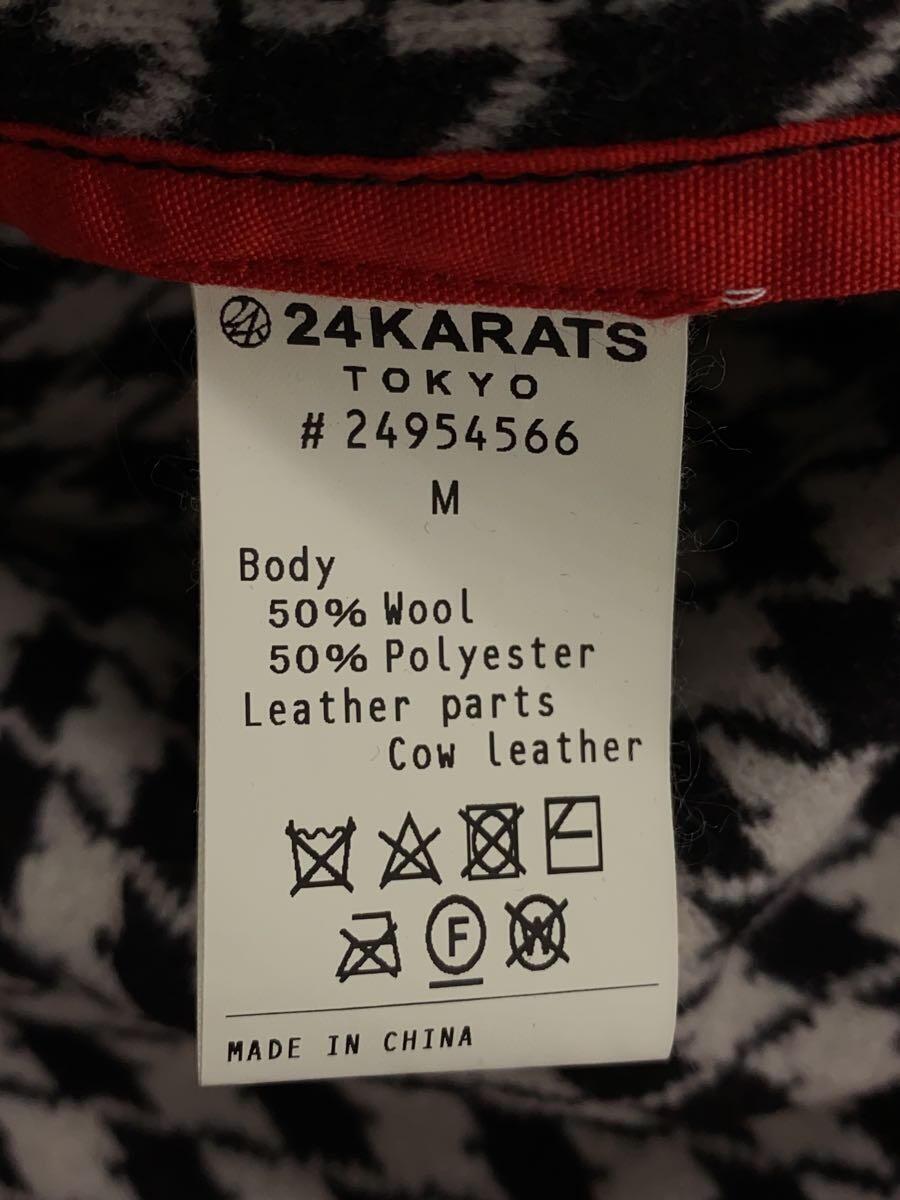 24KARATS
TOKYO
# 24954566
M
Body
50% Wool
50% Polyester
Leather parts
Cow leather
F
W
MADE IN CHINA